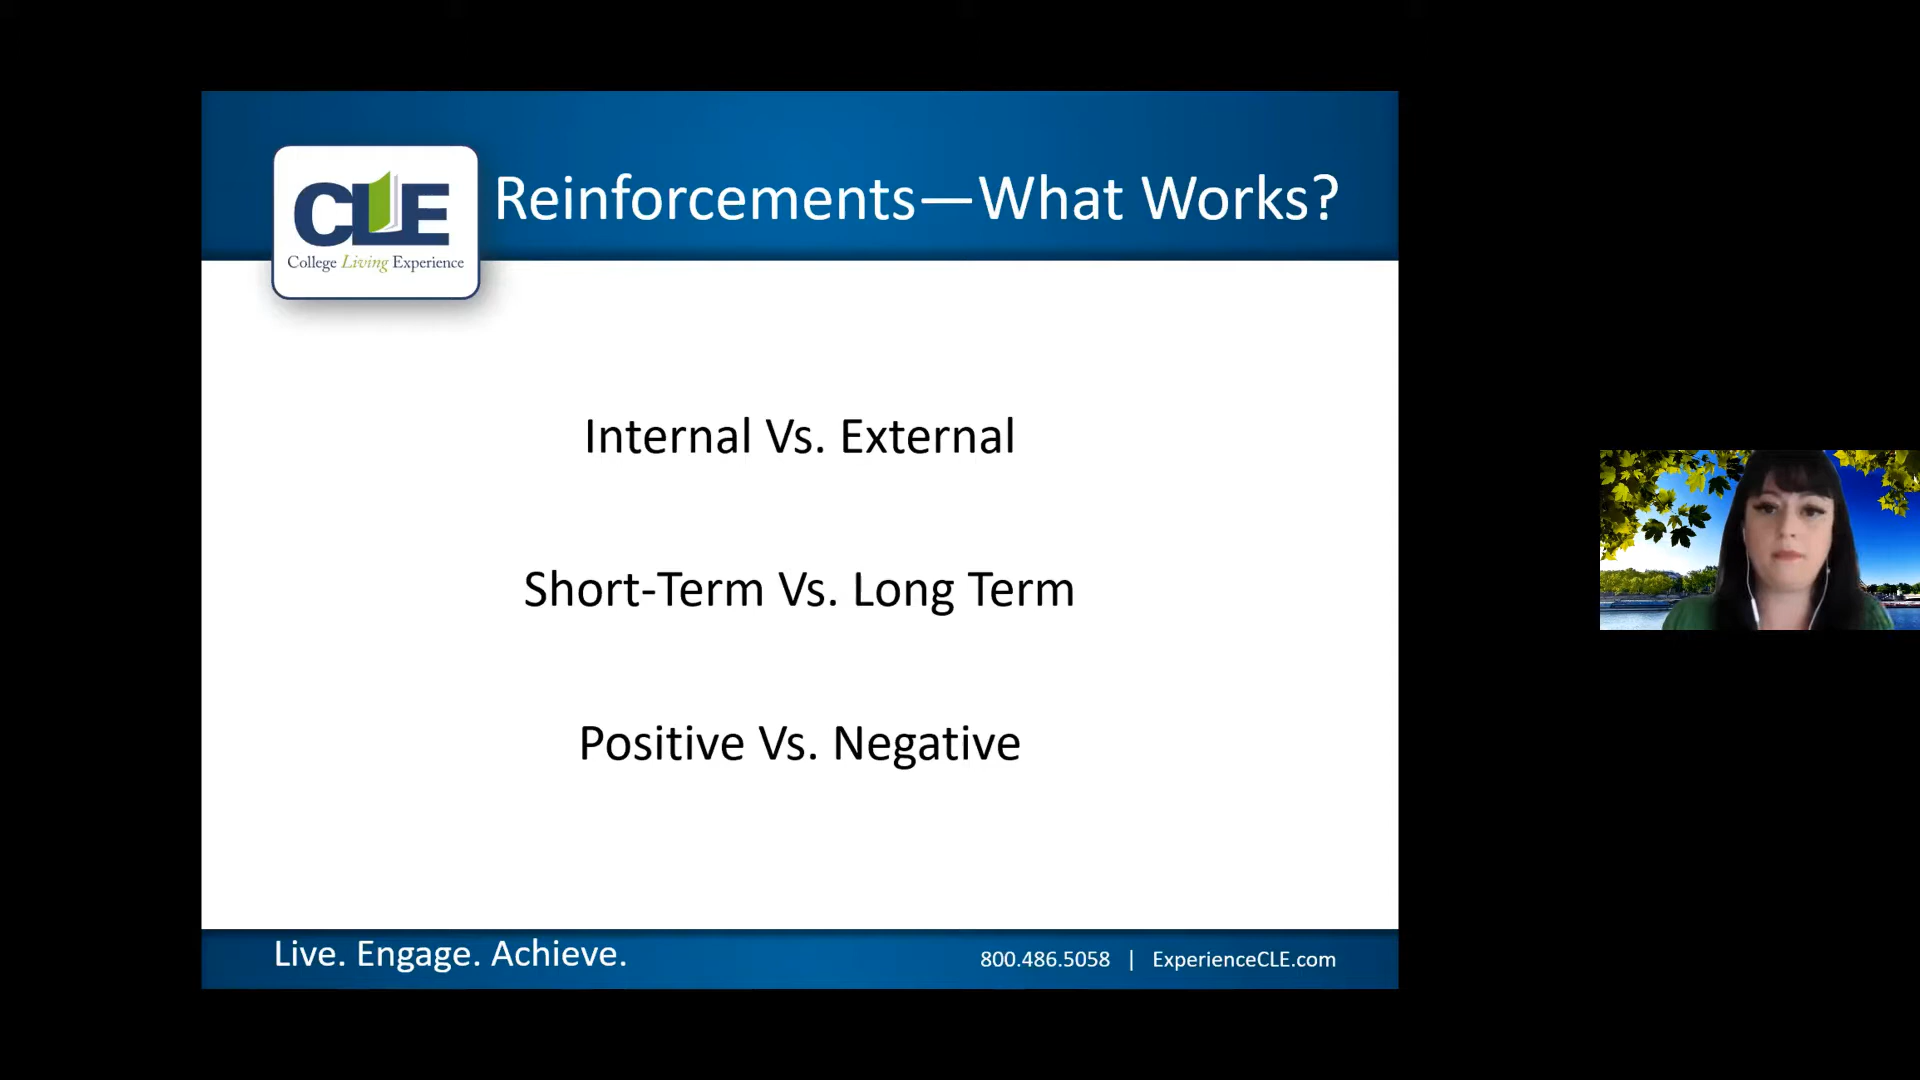 CLE
College Living Experience
Reinforcements—What Works?
Internal Vs. External
Short-Term Vs. Long Term
Positive Vs. Negative
Live. Engage. Achieve.
800.486.5058 | ExperienceCLE.com